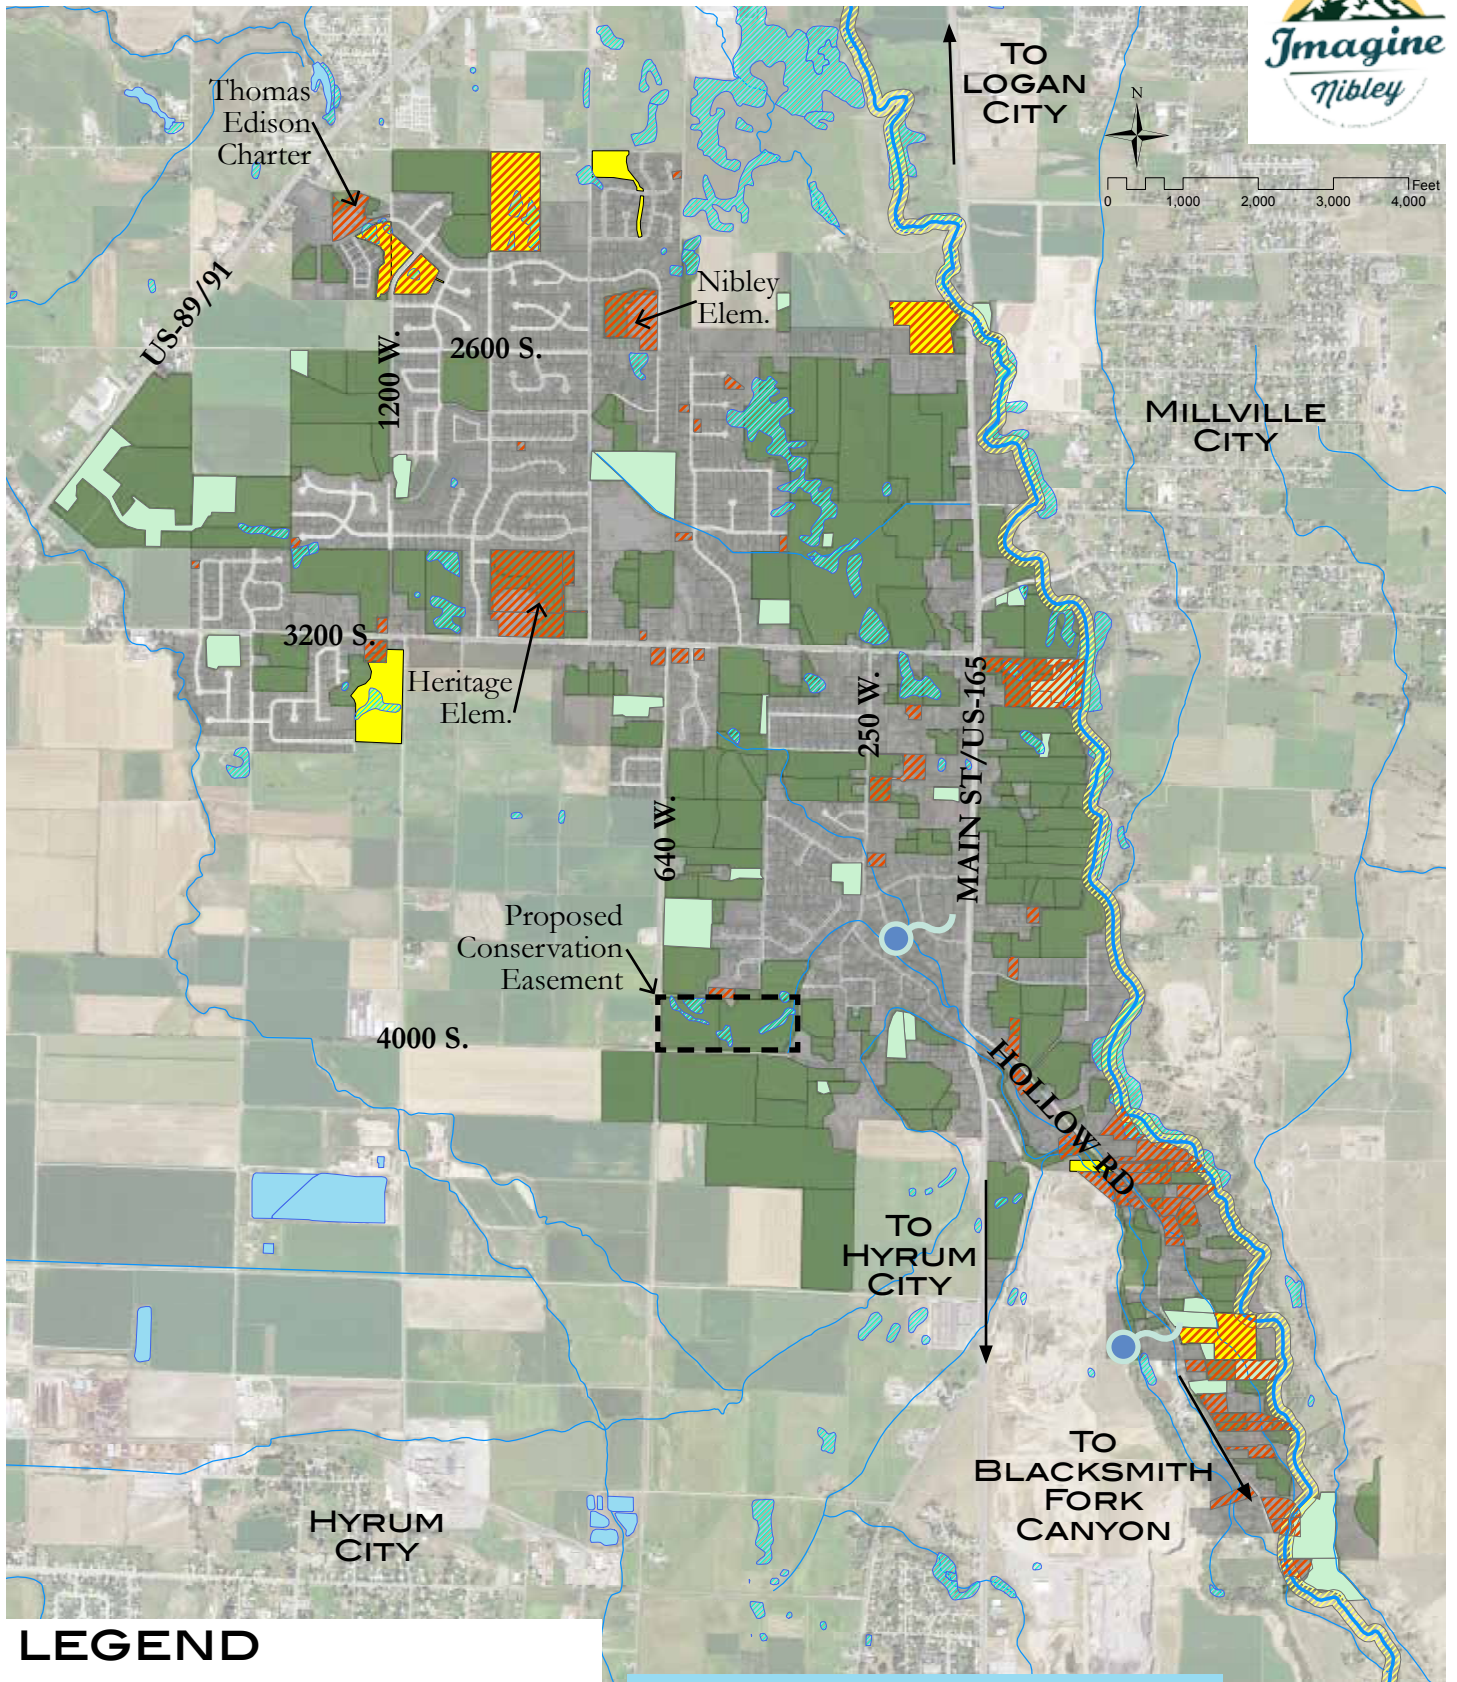 Imagine
Nibley
TO
LOGAN
CITY
N
Feet
0 1,000 2,000 3,000 4,000
Thomas
Edison
Charter
US-89/91
1200 W.
2600 S.
Nibley
Elem.
MILLVILLE
CITY
3200 S.
Heritage
Elem.
250 W.
MAIN ST/US-165
640 W.
Proposed
Conservation
Easement
4000 S.
HOLLOW RD
TO
HYRUM
CITY
TO
BLACKSMITH
FORK
CANYON
HYRUM
CITY
LEGEND